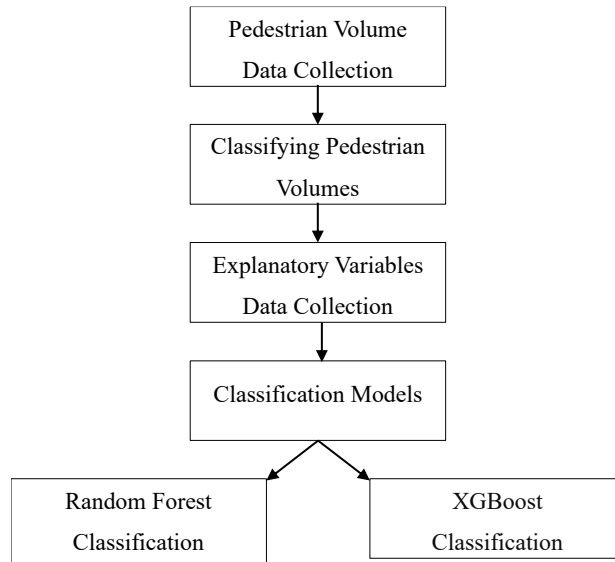 Pedestrian Volume
Data Collection
Classifying Pedestrian
Volumes
Explanatory Variables
Data Collection
Classification Models
Random Forest
Classification
XGBoost
Classification